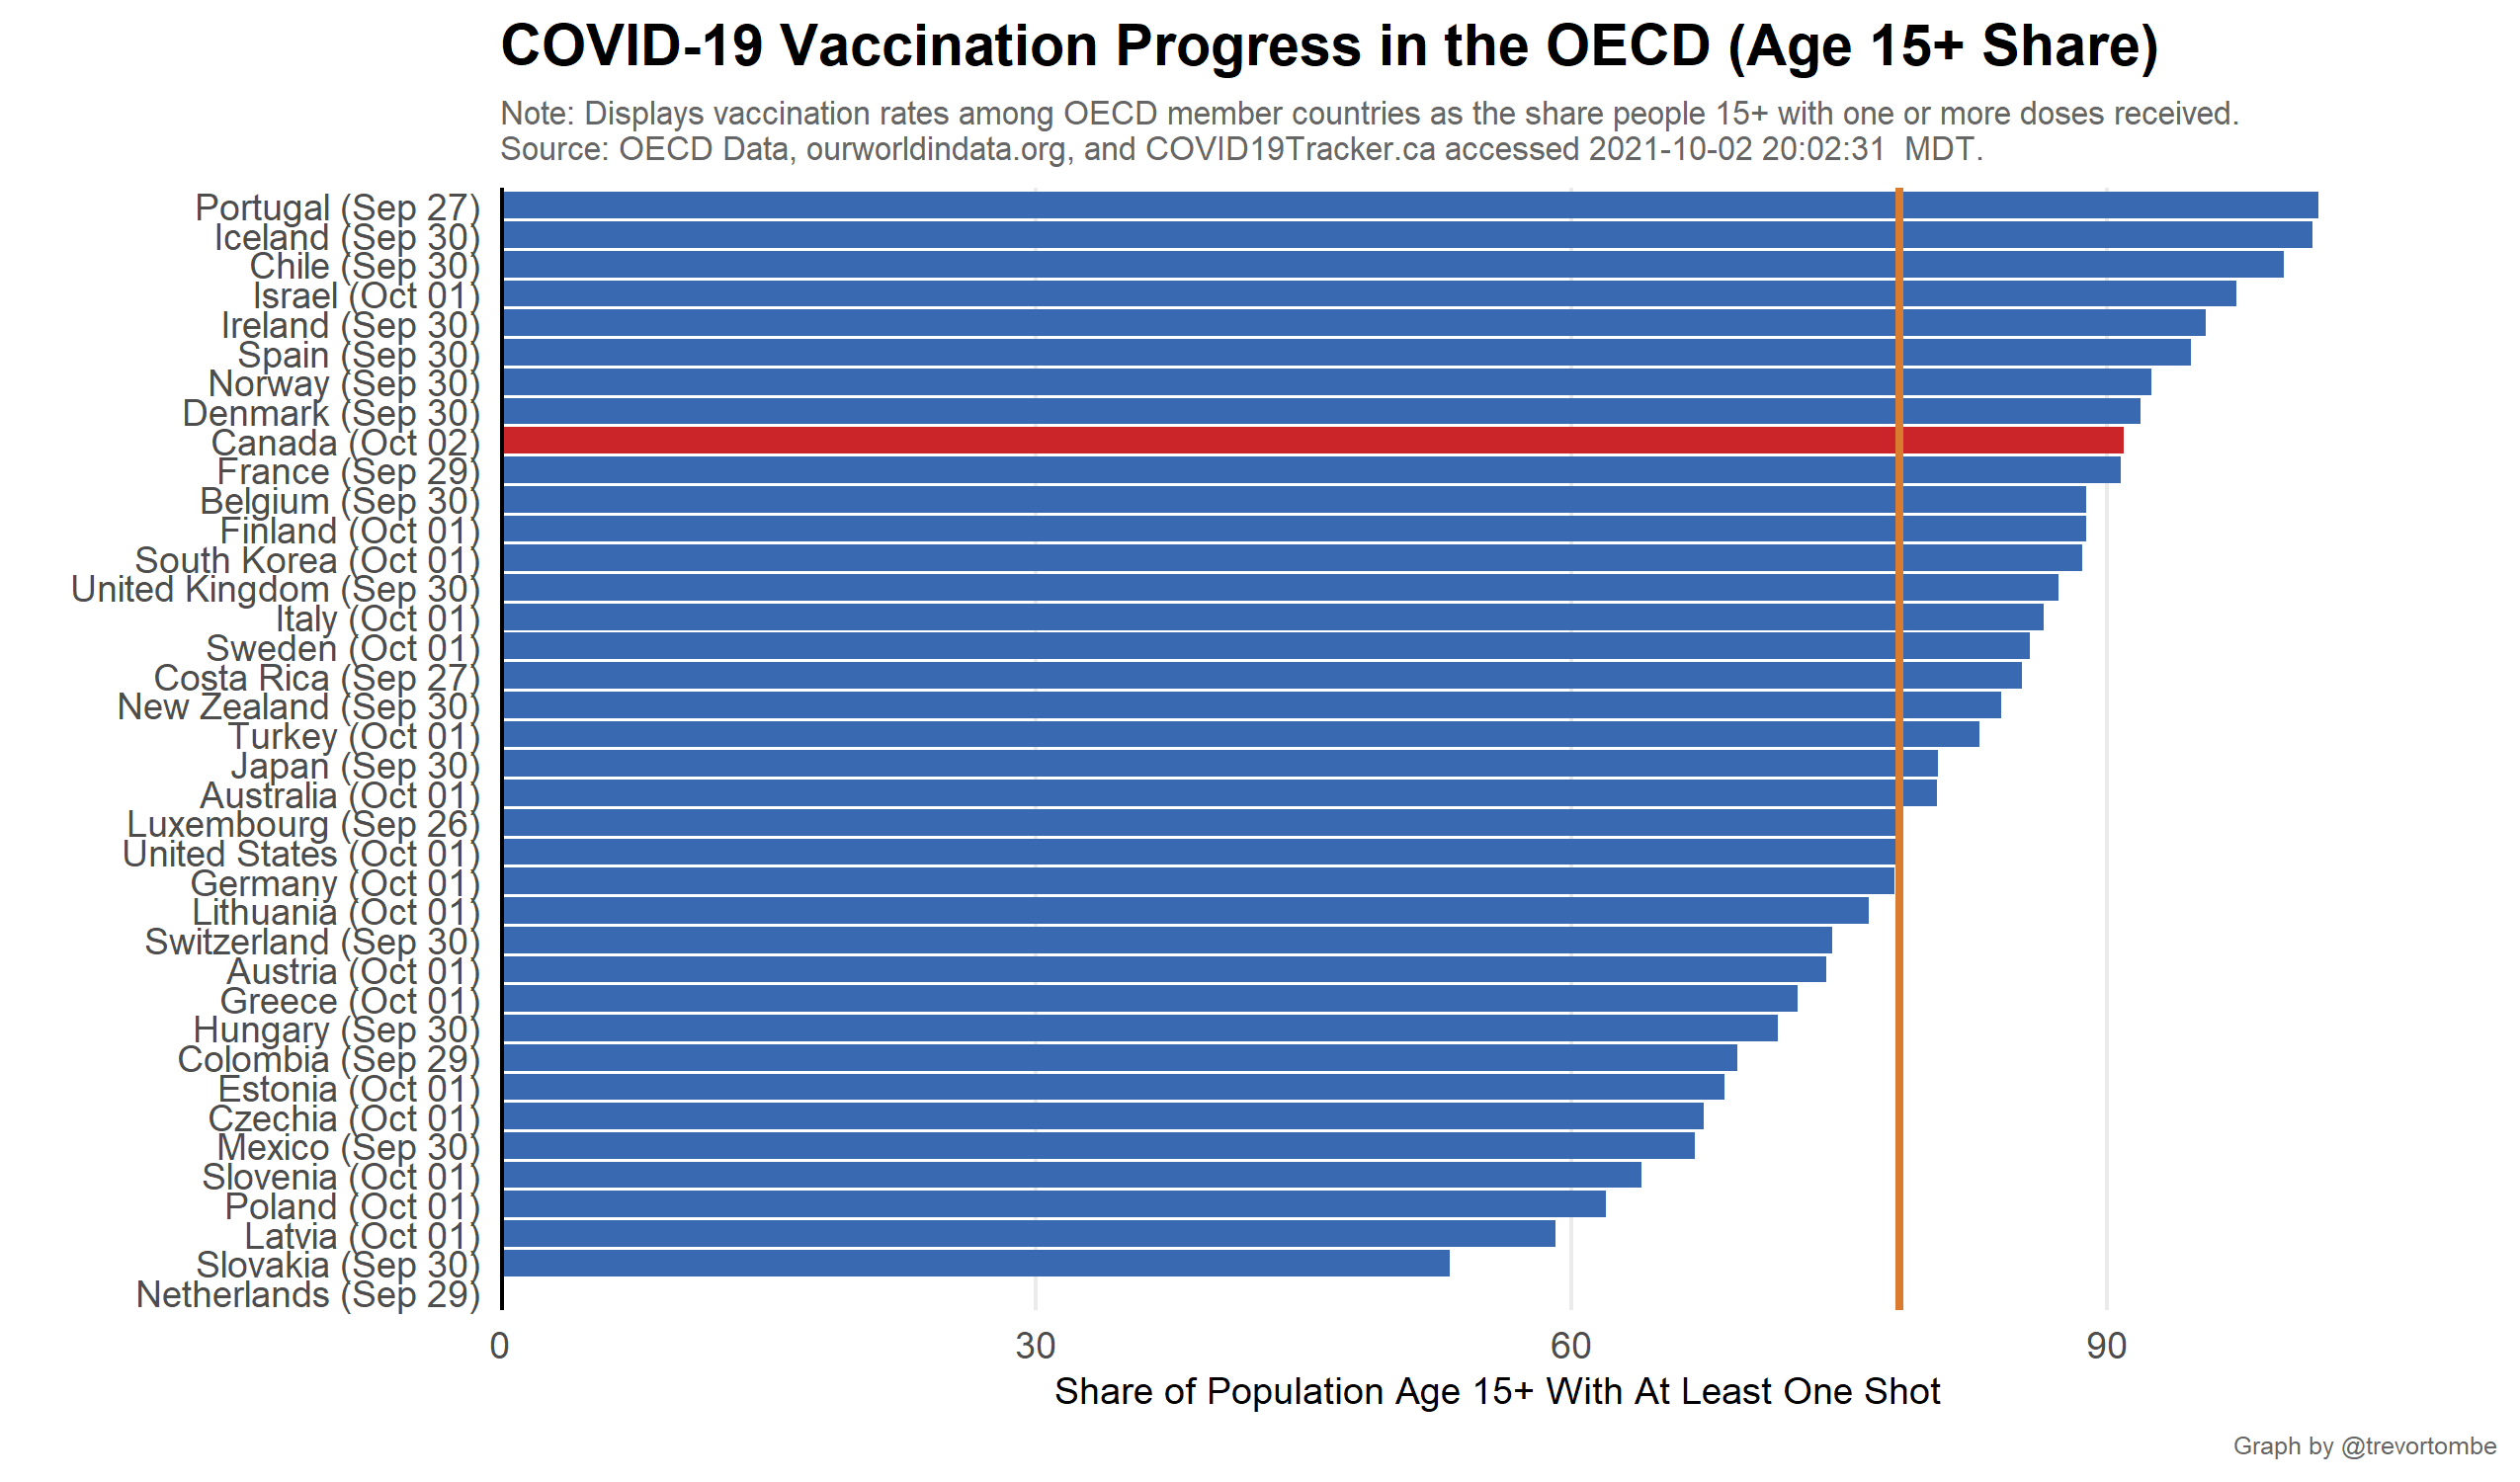 COVID-19 Vaccination Progress in the OECD (Age 15+ Share)
Note: Displays vaccination rates among OECD member countries as the share people 15+ with one or more doses received.
Source: OECD Data, ourworldindata.org, and COVID19Tracker.ca accessed 2021-10-02 20:02:31  MDT.
Portugal (Sep 27)
Iceland (Sep 30)
Chile (Sep 30)
Israel (Oct 01)
Ireland (Sep 30)
Spain (Sep 30)
Norway (Sep 30)
Denmark (Sep 30)
Canada (Oct 02)
France (Sep 29)
Belgium (Sep 30)
Finland (Oct 01)
South Korea (Oct 01)
United Kingdom (Sep 30)
Italy (Oct 01)
Sweden (Oct 01)
Costa Rica (Sep 27)
New Zealand (Sep 30)
Turkey (Oct 01)
Japan (Sep 30)
Australia (Oct 01)
Luxembourg (Sep 26)
United States (Oct 01)
Germany (Oct 01)
Lithuania (Oct 01)
Switzerland (Sep 30)
Austria (Oct 01)
Greece (Oct 01)
Hungary (Sep 30)
Colombia (Sep 29)
Estonia (Oct 01)
Czechia (Oct 01)
Mexico (Sep 30)
Slovenia (Oct 01)
Poland (Oct 01)
Latvia (Oct 01)
Slovakia (Sep 30)
Netherlands (Sep 29)
0 30 60 90
Share of Population Age 15+ With At Least One Shot
Graph by @trevortombe